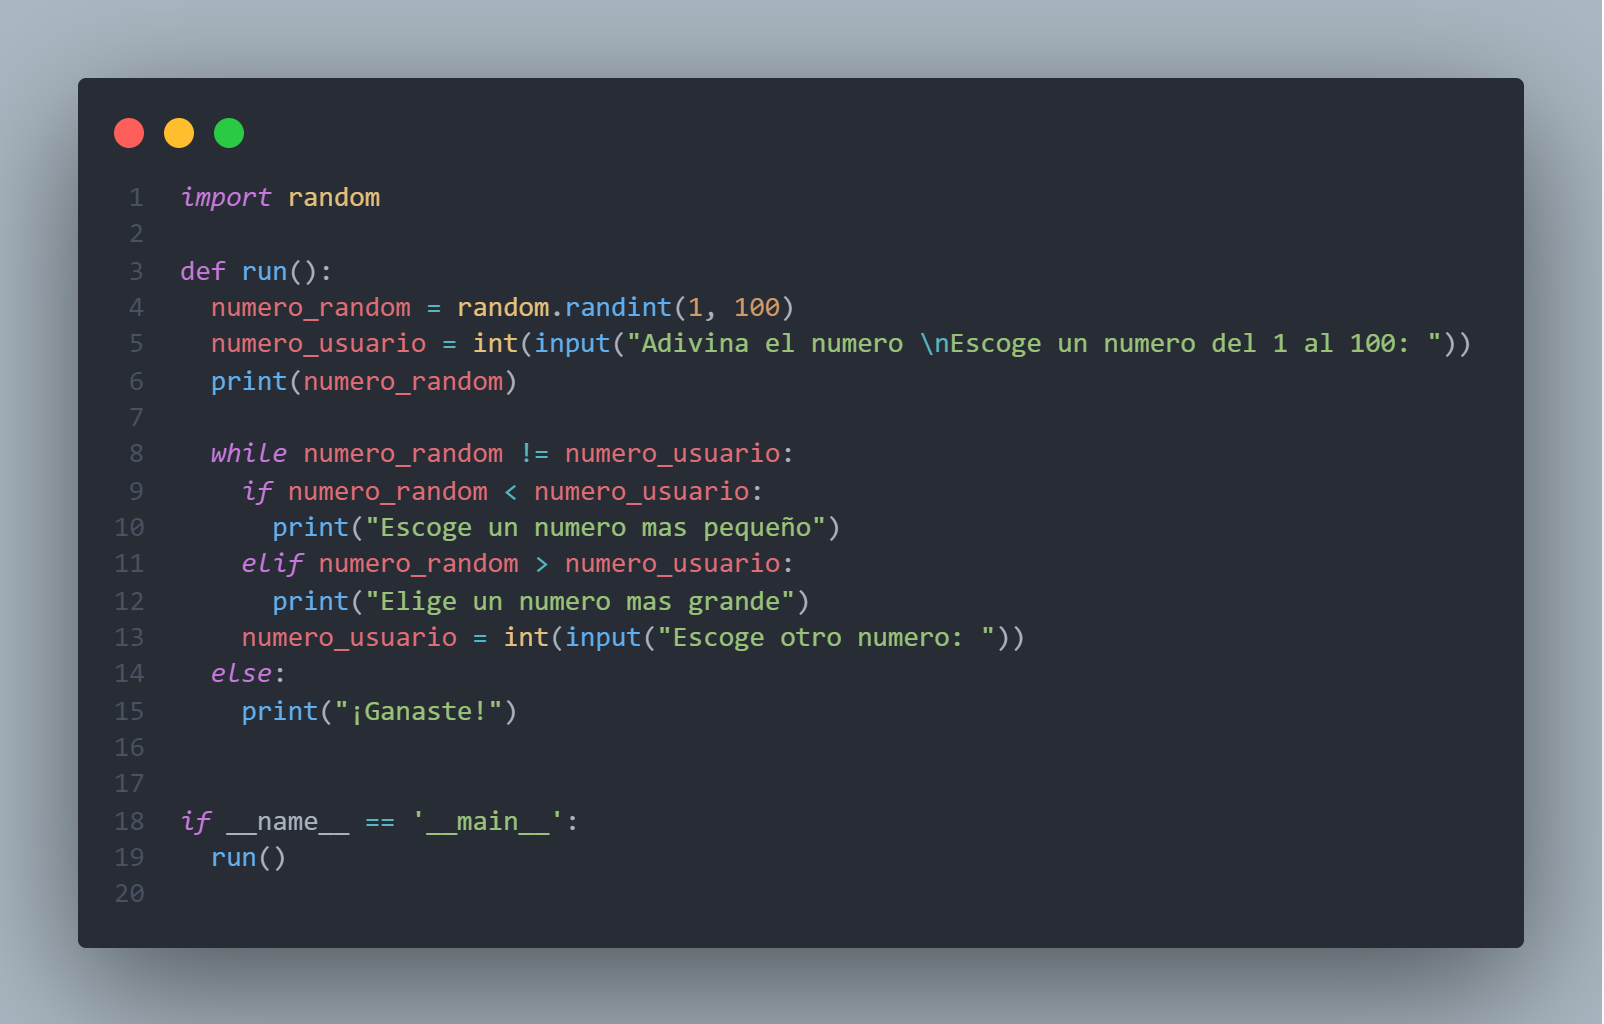 1 import random
2
3 def run():
4   numero_random = random.randint(1, 100)
5   numero_usuario = int(input("Adivina el numero \nEscoge un numero del 1 al 100: "))
6   print(numero_random)
7
8   while numero_random != numero_usuario:
9     if numero_random < numero_usuario:
10       print("Escoge un numero mas pequeño")
11     elif numero_random > numero_usuario:
12       print("Elige un numero mas grande")
13     numero_usuario = int(input("Escoge otro numero: "))
14   else:
15     print("¡Ganaste!")
16
17
18 if __name__ == '__main__':
19   run()
20